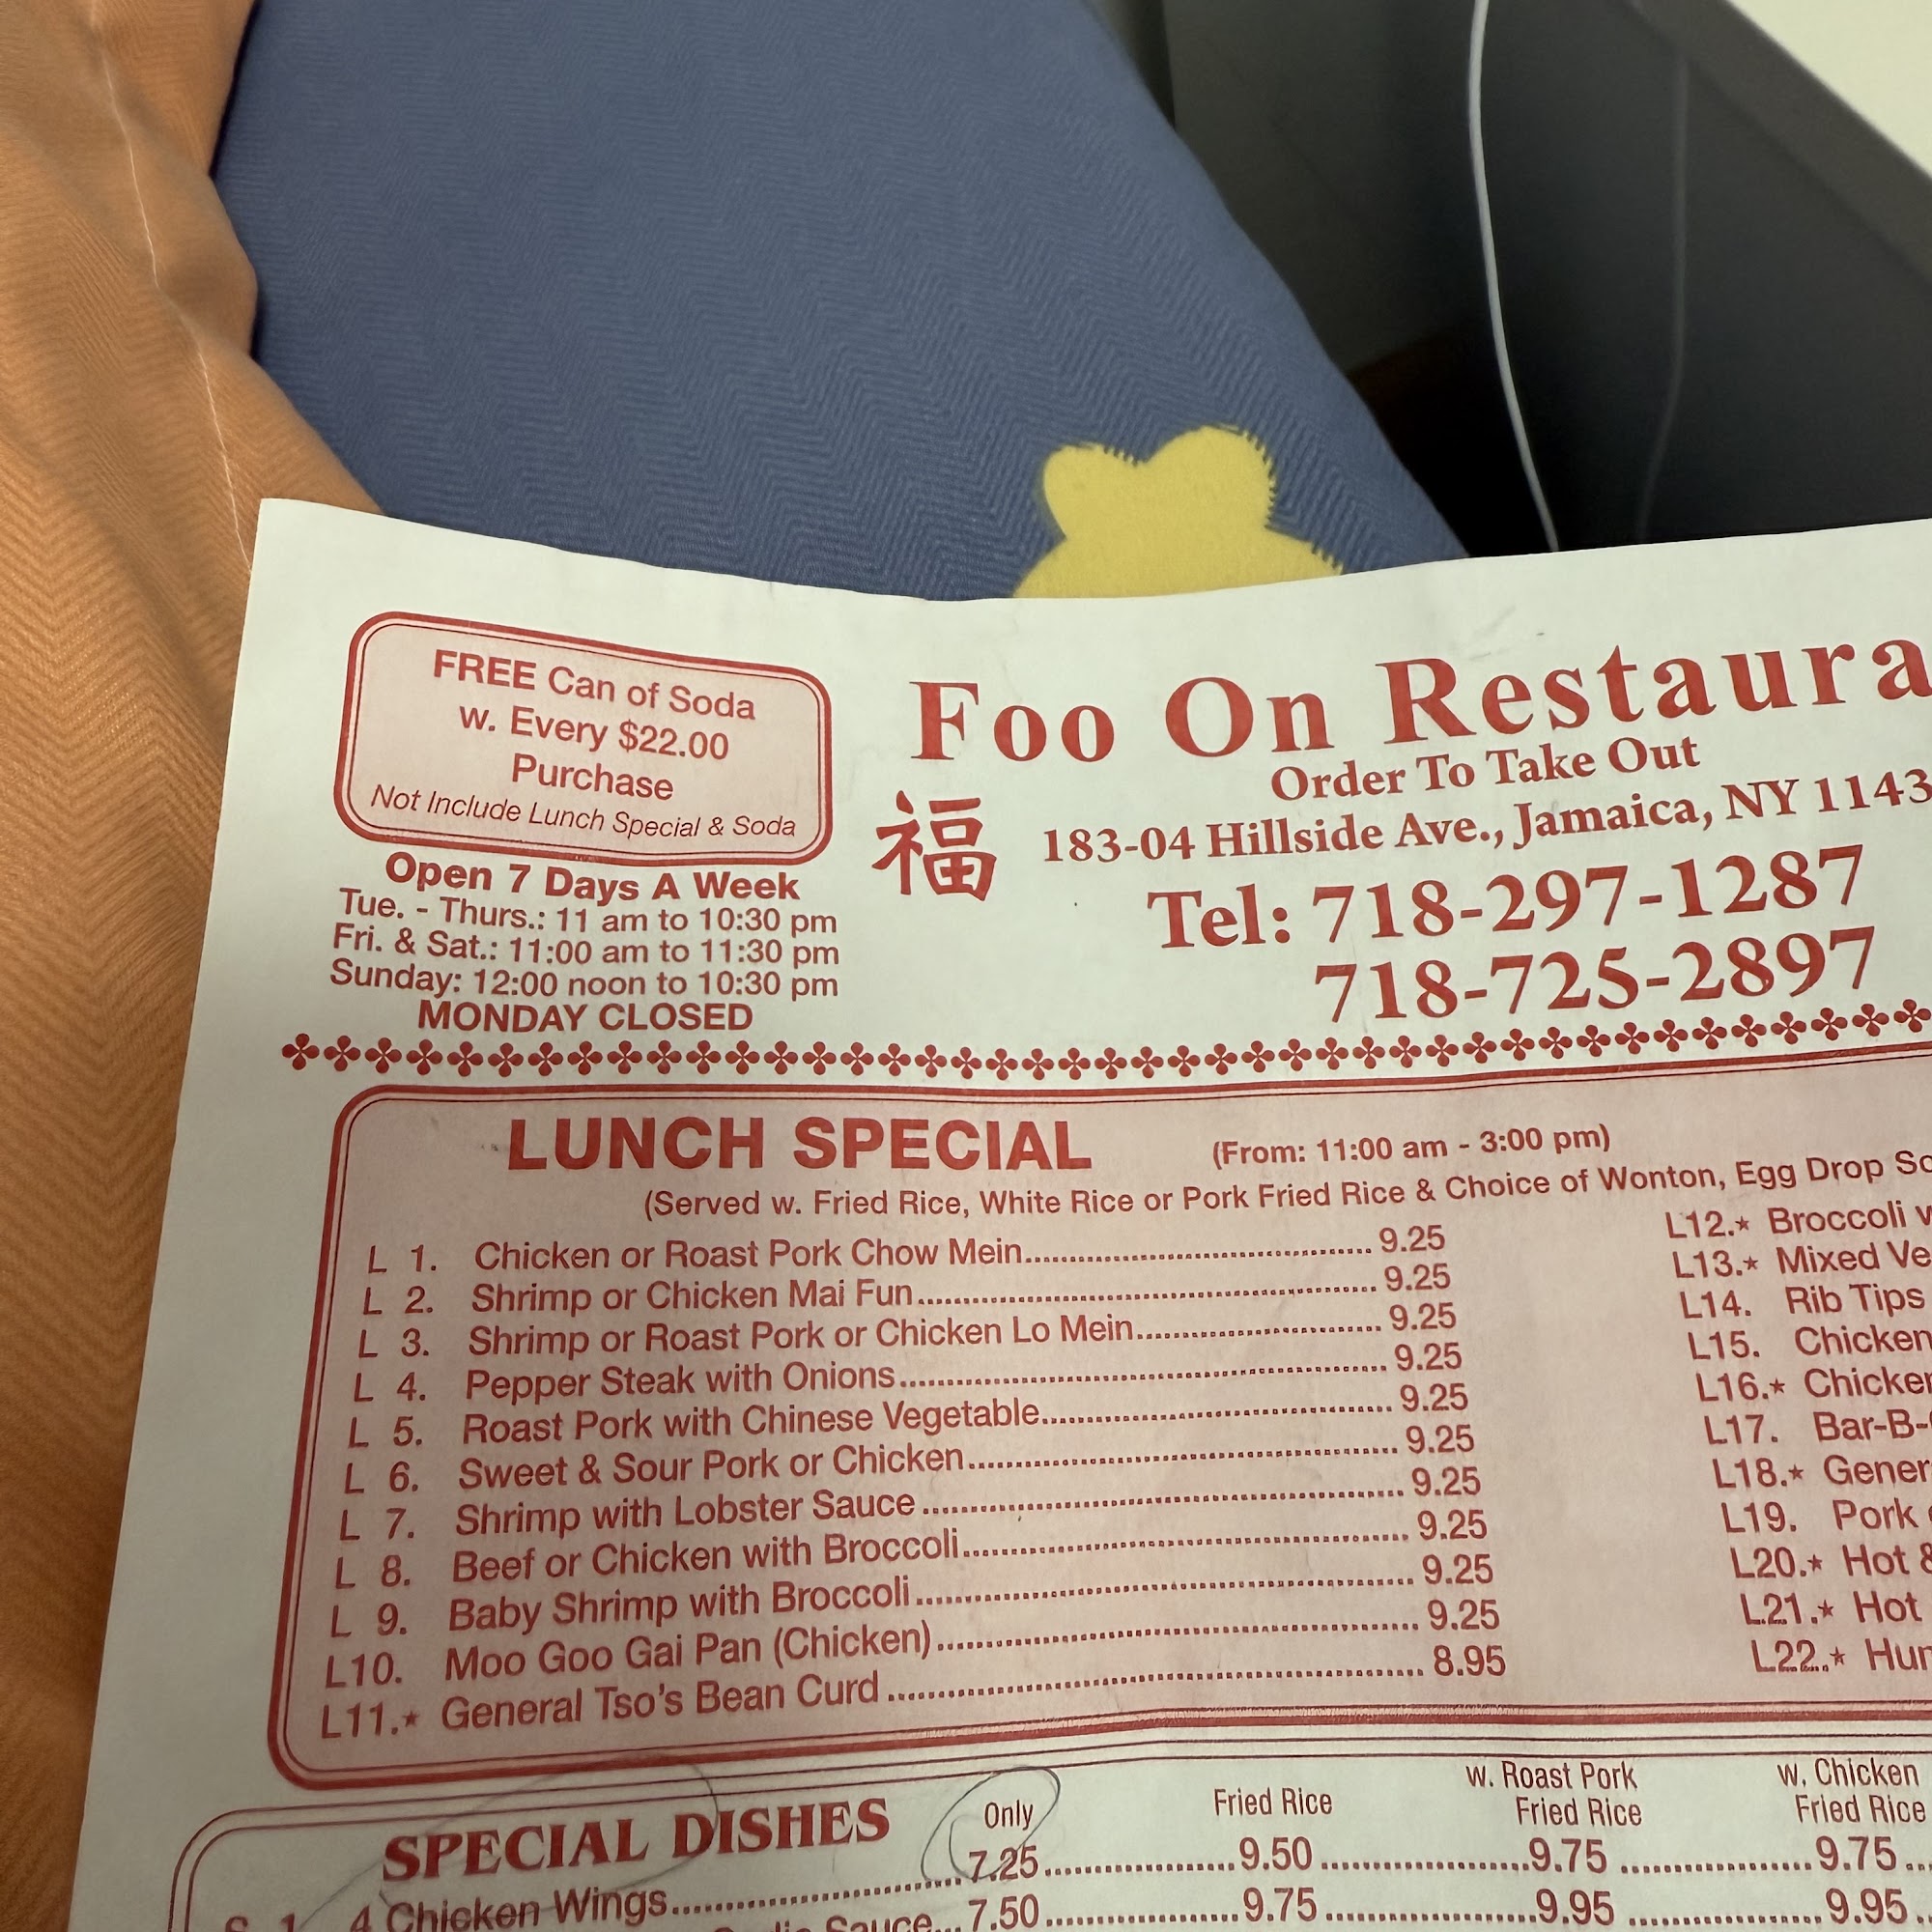 FREE Can of Soda
w. Every $22.00
Purchase
Not Include Lunch Special & Soda
Open 7 Days A Week
Tue. - Thurs.: 11 am to 10:30 pm
Fri. & Sat.: 11:00 am to 11:30 pm
Sunday: 12:00 noon to 10:30 pm
MONDAY CLOSED
Foo On Restaura
Order To Take Out
福
183-04 Hillside Ave., Jamaica, NY 1143
Tel: 718-297-1287
718-725-2897
LUNCH SPECIAL (From: 11:00 am - 3:00 pm)
(Served w. Fried Rice, White Rice or Pork Fried Rice & Choice of Wonton, Egg Drop So
L 1. Chicken or Roast Pork Chow Mein 9.25
L 2. Shrimp or Chicken Mai Fun 9.25
L 3. Shrimp or Roast Pork or Chicken Lo Mein 9.25
L 4. Pepper Steak with Onions 9.25
L 5. Roast Pork with Chinese Vegetable 9.25
L 6. Sweet & Sour Pork or Chicken 9.25
L 7. Shrimp with Lobster Sauce 9.25
L 8. Beef or Chicken with Broccoli 9.25
L 9. Baby Shrimp with Broccoli 9.25
L10. Moo Goo Gai Pan (Chicken) 9.25
L11.★ General Tso's Bean Curd 8.95
L12.★ Broccoli w
L13.★ Mixed Ve
L14. Rib Tips
L15. Chicken
L16.★ Chicken
L17. Bar-B-
L18.★ Gener
L19. Pork
L20.★ Hot &
L21.★ Hot
L22.★ Hun
SPECIAL DISHES Only Fried Rice w. Roast Pork Fried Rice w. Chicken Fried Rice
S 1. 4 Chicken Wings 7.25 9.50 9.75 9.75
Sauce 7.50 9.75 9.95 9.95